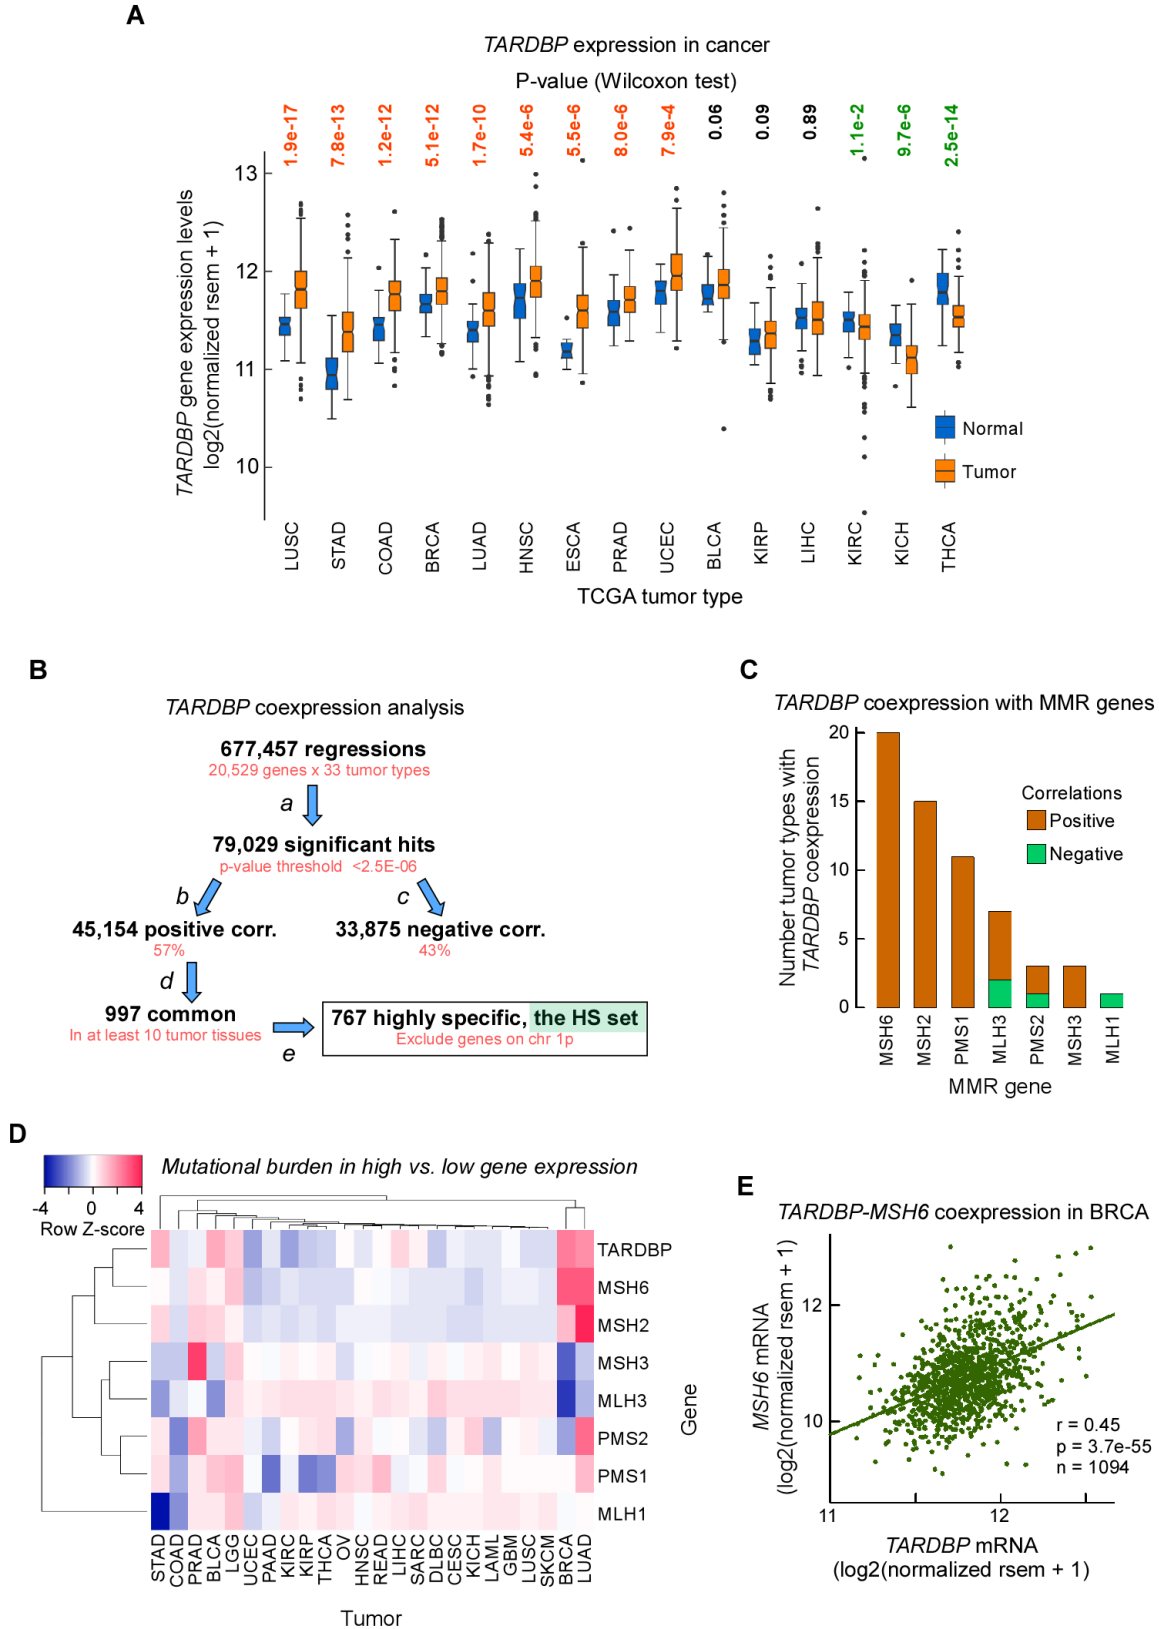 A
TARDBP expression in cancer
P-value (Wilcoxon test)
1.9e-17
7.8e-13
1.2e-12
5.1e-12
1.7e-10
5.4e-6
5.5e-6
8.0e-6
7.9e-4
0.06
0.09
0.89
1.1e-2
9.7e-6
2.5e-14
TARDBP gene expression levels
log2(normalized rsem + 1)
13
12
11
10
Normal
Tumor
LUSC
STAD
COAD
BRCA
LUAD
HNSC
ESCA
PRAD
UCEC
BLCA
KIRP
LIHC
KIRC
KICH
THCA
TCGA tumor type
B
TARDBP coexpression analysis
677,457 regressions
20,529 genes x 33 tumor types
a
79,029 significant hits
p-value threshold <2.5E-06
b
c
45,154 positive corr.
57%
33,875 negative corr.
43%
d
997 common
In at least 10 tumor tissues
e
767 highly specific, the HS set
Exclude genes on chr 1p
C
TARDBP coexpression with MMR genes
Number tumor types with
TARDBP coexpression
20
15
10
5
0
Correlations
Positive
Negative
MSH6
MSH2
PMS1
MLH3
PMS2
MSH3
MLH1
MMR gene
D
Mutational burden in high vs. low gene expression
-4
0
4
Row Z-score
TARDBP
MSH6
MSH2
MSH3
MLH3
PMS2
PMS1
MLH1
Gene
STAD
COAD
PRAD
BLCA
LGG
UCEC
PAAD
KIRC
KIRP
THCA
OV
HNSC
READ
LIHC
SARC
DLBC
CESC
KICH
LAML
GBM
LUSC
SKCM
BRCA
LUAD
Tumor
E
TARDBP-MSH6 coexpression in BRCA
MSH6 mRNA
(log2(normalized rsem + 1)
12
10
r = 0.45
p = 3.7e-55
n = 1094
11
12
TARDBP mRNA
(log2(normalized rsem + 1)